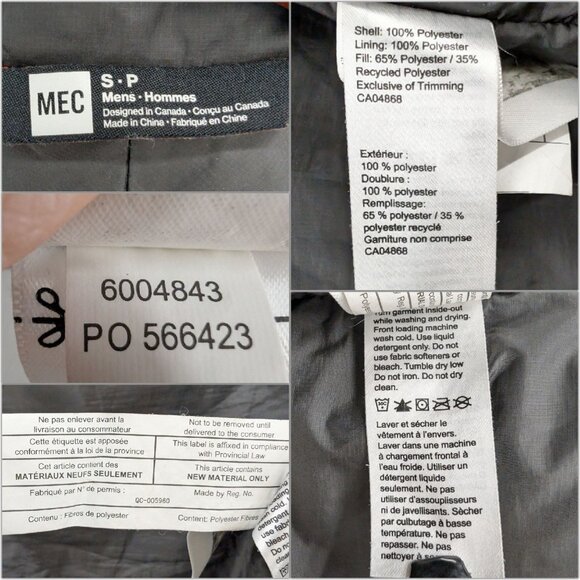 MEC
S · P
Mens · Hommes
Designed in Canada · Conçu au Canada
Made in China · Fabriqué en Chine
Shell: 100% Polyester
Lining: 100% Polyester
Fill: 65% Polyester / 35%
Recycled Polyester
Exclusive of Trimming
CA04868
Extérieur :
100 % polyester
Doublure :
100 % polyester
Remplissage:
65 % polyester / 35 %
polyester recyclé
Garniture non comprise
CA04868
6004843
PO 566423
Ne pas enlever avant la
livraison au consommateur
Not to be removed until
delivered to the consumer
Cette étiquette est apposée
conformément à la loi de la province
This label is affixed in compliance
with Provincial Law
Cet article contient des
MATÉRIAUX NEUFS SEULEMENT
This article contains
NEW MATERIAL ONLY
Fabriqué par N° de permis :
QC-005980
Made by Reg. No.
Contenu : Fibres de polyester
Content: Polyester Fibres
Turn garment inside-out
while washing and drying.
Front loading machine
wash cold. Use liquid
detergent only. Do not
use fabric softeners or
bleach. Tumble dry low.
Do not iron. Do not dry
clean.
Laver et sécher le
vêtement à l'envers.
Laver dans une machine
à chargement frontal à
l'eau froide. Utiliser un
détergent liquide
seulement. Ne pas
utiliser d'assouplisseurs
ni de javellisants. Sécher
par culbutage à basse
température. Ne pas
repasser. Ne pas
nettoyer à